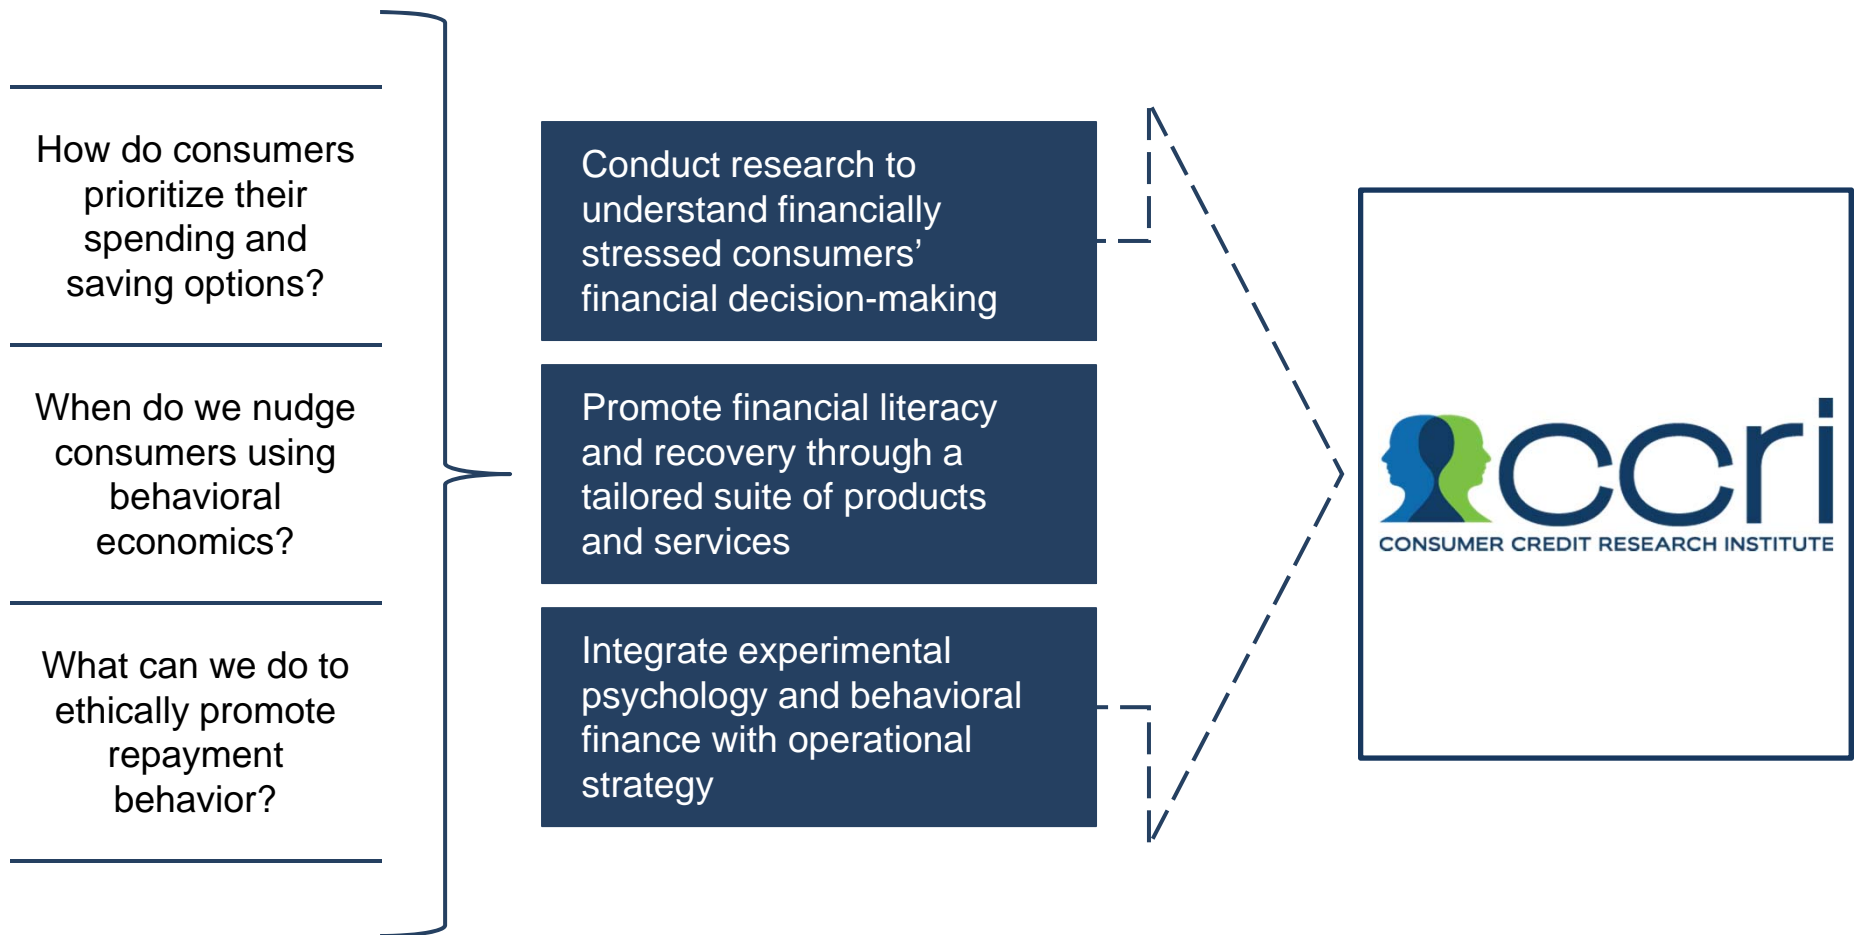 How do consumers
prioritize their
spending and
saving options?
When do we nudge
consumers using
behavioral
economics?
What can we do to
ethically promote
repayment
behavior?
Conduct research to
understand financially
stressed consumers’
financial decision-making
Promote financial literacy
and recovery through a
tailored suite of products
and services
Integrate experimental
psychology and behavioral
finance with operational
strategy
ccri
CONSUMER CREDIT RESEARCH INSTITUTE